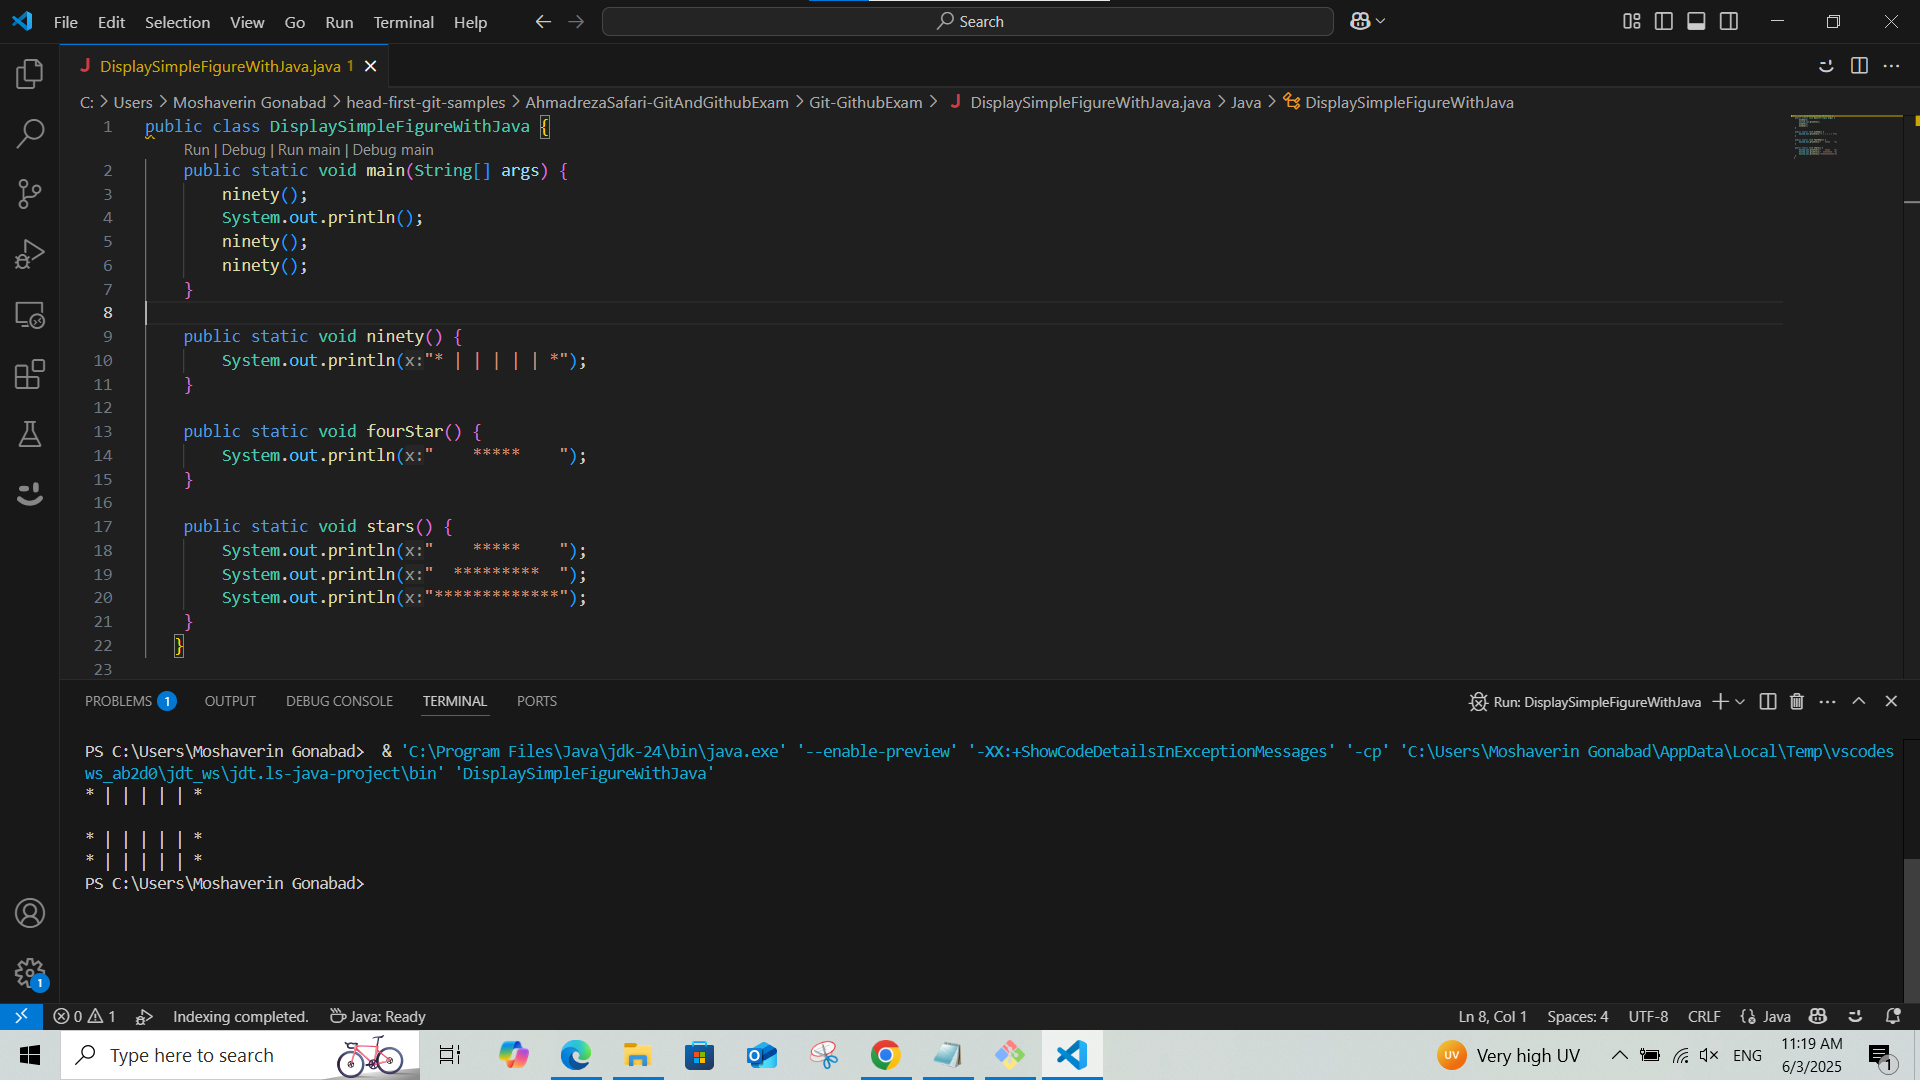 File Edit Selection View Go Run Terminal Help Search
J DisplaySimpleFigureWithJava.java 1
C: > Users > Moshaverin Gonabad > head-first-git-samples > AhmadrezaSafari-GitAndGithubExam > Git-GithubExam > J DisplaySimpleFigureWithJava.java > Java > DisplaySimpleFigureWithJava
1 public class DisplaySimpleFigureWithJava {
Run | Debug | Run main | Debug main
2     public static void main(String[] args) {
3         ninety();
4         System.out.println();
5         ninety();
6         ninety();
7     }
8
9     public static void ninety() {
10         System.out.println(x:"* | | | | | *");
11     }
12
13     public static void fourStar() {
14         System.out.println(x:"    *****    ");
15     }
16
17     public static void stars() {
18         System.out.println(x:"    *****    ");
19         System.out.println(x:"  *********  ");
20         System.out.println(x:"*************");
21     }
22    }
23
PROBLEMS 1 OUTPUT DEBUG CONSOLE TERMINAL PORTS Run: DisplaySimpleFigureWithJava
PS C:\Users\Moshaverin Gonabad>  & 'C:\Program Files\Java\jdk-24\bin\java.exe' '--enable-preview' '-XX:+ShowCodeDetailsInExceptionMessages' '-cp' 'C:\Users\Moshaverin Gonabad\AppData\Local\Temp\vscodes
ws_ab2d0\jdt_ws\jdt.ls-java-project\bin' 'DisplaySimpleFigureWithJava'
* | | | | | *

* | | | | | *
* | | | | | *
PS C:\Users\Moshaverin Gonabad>
1
0 1 Indexing completed. Java: Ready Ln 8, Col 1 Spaces: 4 UTF-8 CRLF {} Java
Type here to search UV Very high UV ENG 11:19 AM
6/3/2025 1